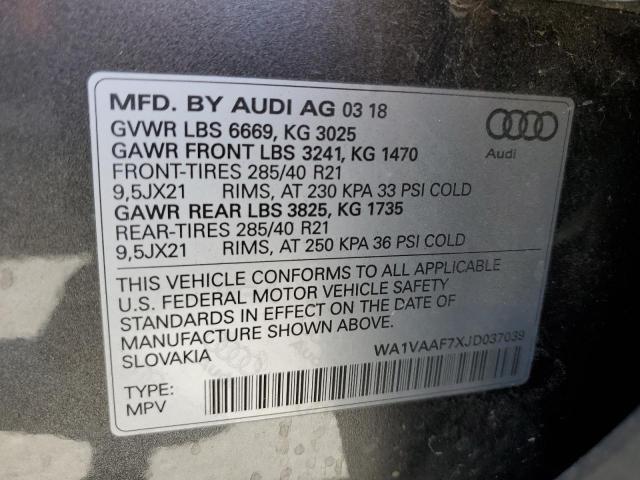 MFD. BY AUDI AG 03 18
GVWR LBS 6669, KG 3025
GAWR FRONT LBS 3241, KG 1470
FRONT-TIRES 285/40 R21
9,5JX21 RIMS, AT 230 KPA 33 PSI COLD
GAWR REAR LBS 3825, KG 1735
REAR-TIRES 285/40 R21
9,5JX21 RIMS, AT 250 KPA 36 PSI COLD
Audi
THIS VEHICLE CONFORMS TO ALL APPLICABLE
U.S. FEDERAL MOTOR VEHICLE SAFETY
STANDARDS IN EFFECT ON THE DATE OF
MANUFACTURE SHOWN ABOVE.
SLOVAKIA
WA1VAAF7XJD037039
TYPE:
MPV